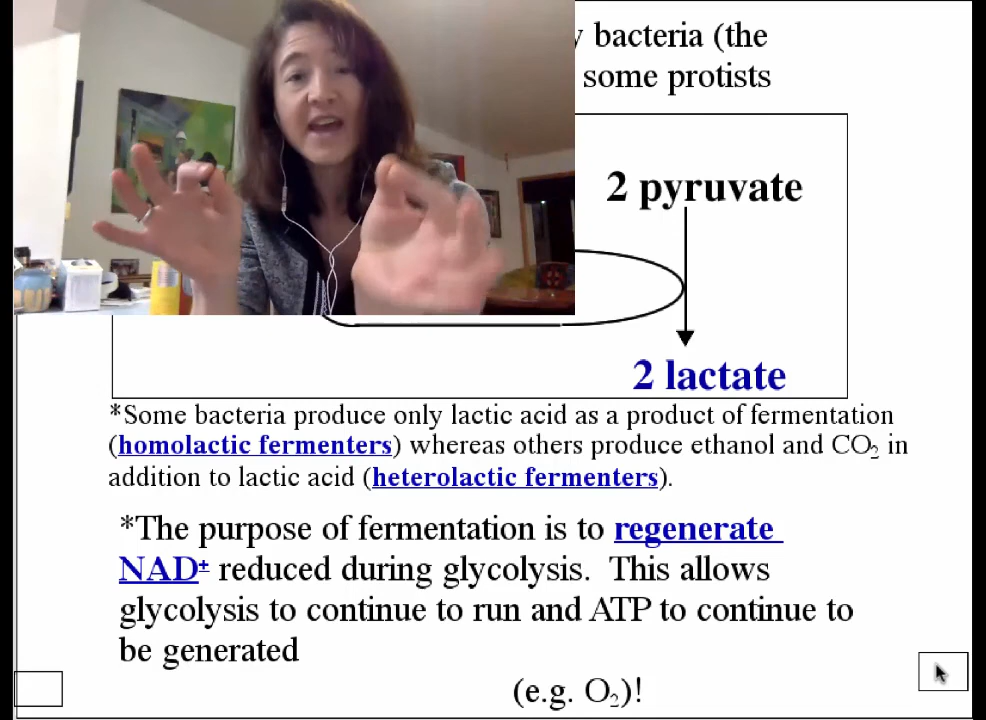 bacteria (the
some protists
2 pyruvate
2 lactate
*Some bacteria produce only lactic acid as a product of fermentation
(homolactic fermenters) whereas others produce ethanol and CO₂ in
addition to lactic acid (heterolactic fermenters).
*The purpose of fermentation is to regenerate
NAD⁺ reduced during glycolysis.  This allows
glycolysis to continue to run and ATP to continue to
be generated
(e.g. O₂)!